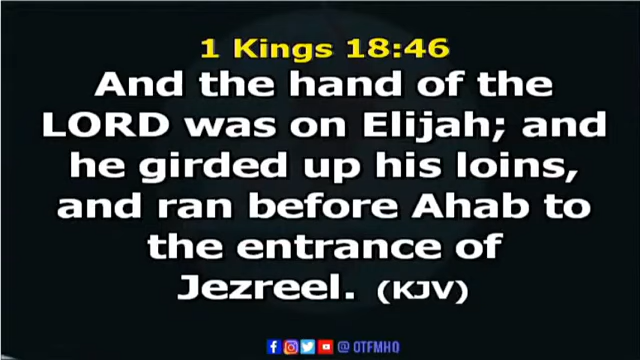 1 Kings 18:46
And the hand of the
LORD was on Elijah; and
he girded up his loins,
and ran before Ahab to
the entrance of
Jezreel. (KJV)
@ OTFMHQ